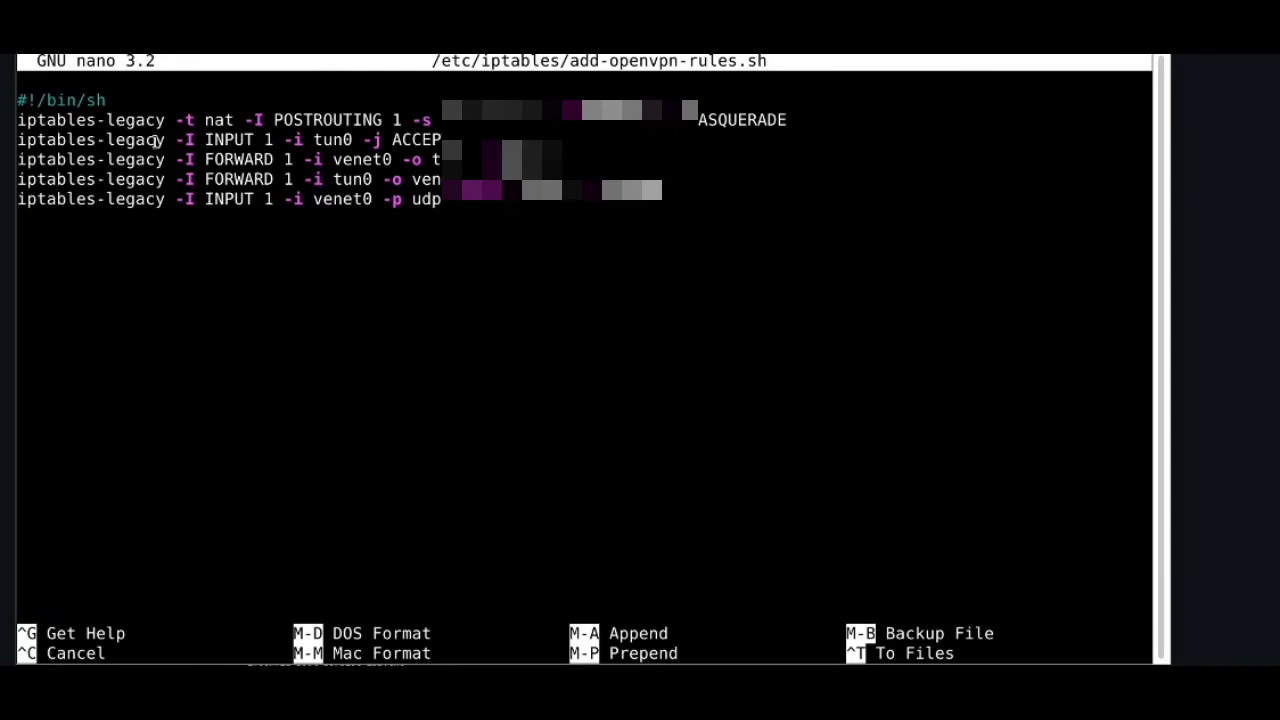 GNU nano 3.2 /etc/iptables/add-openvpn-rules.sh
#!/bin/sh
iptables-legacy -t nat -I POSTROUTING 1 -s ASQUERADE
iptables-legacy -I INPUT 1 -i tun0 -j ACCEP
iptables-legacy -I FORWARD 1 -i venet0 -o t
iptables-legacy -I FORWARD 1 -i tun0 -o ven
iptables-legacy -I INPUT 1 -i venet0 -p udp
^G Get Help M-D DOS Format M-A Append M-B Backup File
^C Cancel M-M Mac Format M-P Prepend ^T To Files